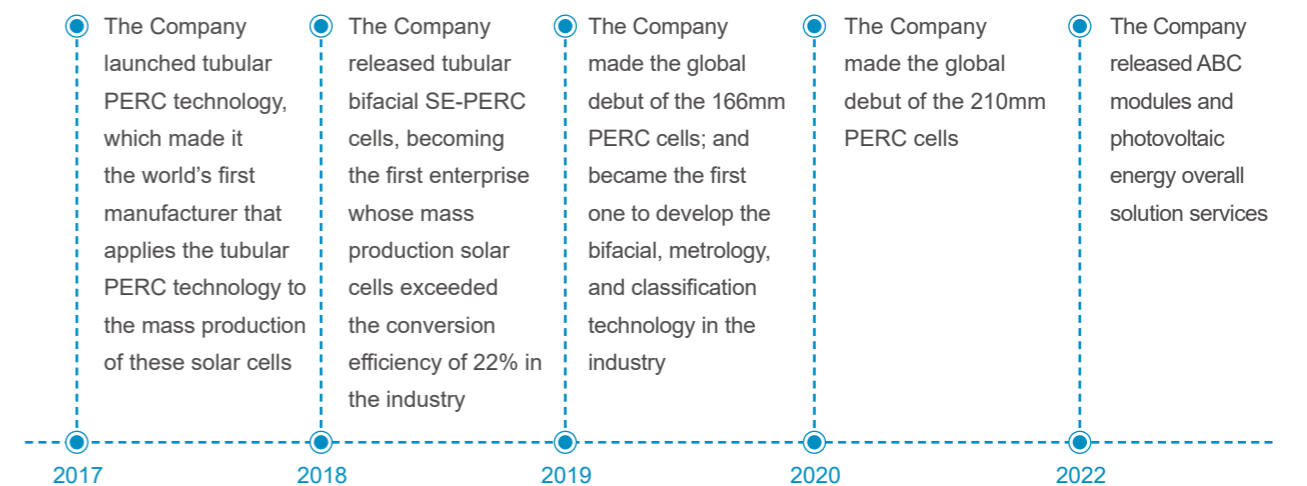 The Company
launched tubular
PERC technology,
which made it
the world’s first
manufacturer that
applies the tubular
PERC technology to
the mass production
of these solar cells
The Company
released tubular
bifacial SE-PERC
cells, becoming
the first enterprise
whose mass
production solar
cells exceeded
the conversion
efficiency of 22% in
the industry
The Company
made the global
debut of the 166mm
PERC cells; and
became the first
one to develop the
bifacial, metrology,
and classification
technology in the
industry
The Company
made the global
debut of the 210mm
PERC cells
The Company
released ABC
modules and
photovoltaic
energy overall
solution services
2017
2018
2019
2020
2022